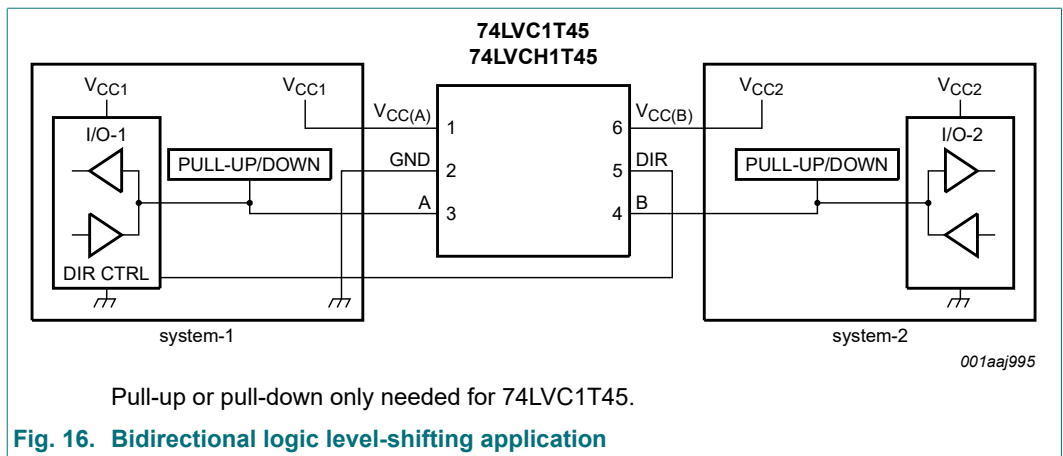 74LVC1T45
74LVCH1T45
VCC1
VCC1
VCC(A)
VCC(B)
VCC2
VCC2
I/O-1
1
6
I/O-2
PULL-UP/DOWN
GND
2
5
DIR
PULL-UP/DOWN
A
3
4
B
DIR CTRL
system-1
system-2
001aaj995
Pull-up or pull-down only needed for 74LVC1T45.
Fig. 16. Bidirectional logic level-shifting application